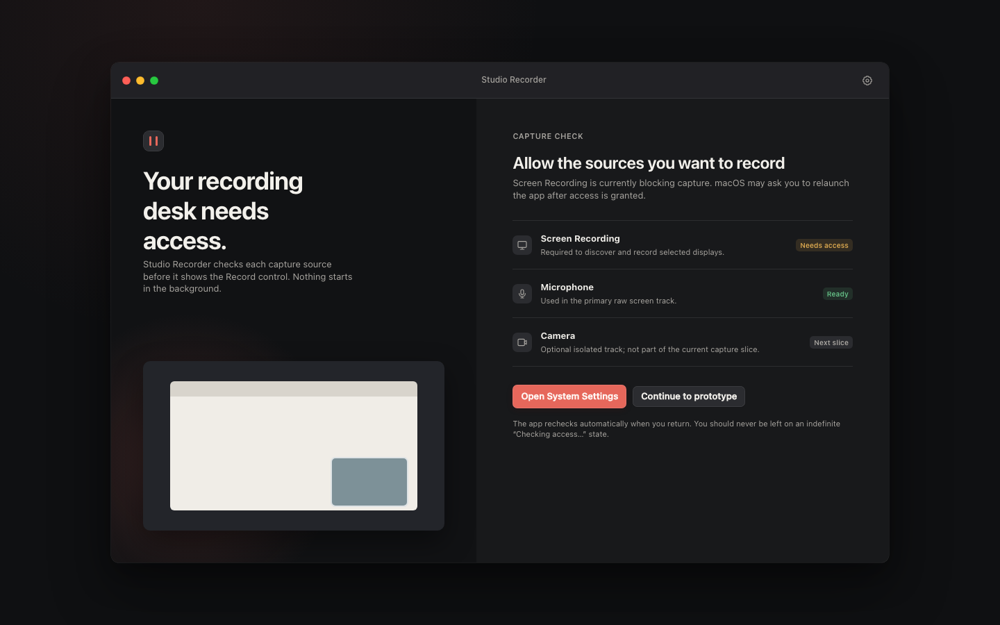 Studio Recorder
Your recording
desk needs
access.
Studio Recorder checks each capture source
before it shows the Record control. Nothing starts
in the background.
CAPTURE CHECK
Allow the sources you want to record
Screen Recording is currently blocking capture. macOS may ask you to relaunch
the app after access is granted.
Screen Recording
Required to discover and record selected displays.
Needs access
Microphone
Used in the primary raw screen track.
Ready
Camera
Optional isolated track; not part of the current capture slice.
Next slice
Open System Settings
Continue to prototype
The app rechecks automatically when you return. You should never be left on an indefinite
“Checking access…” state.